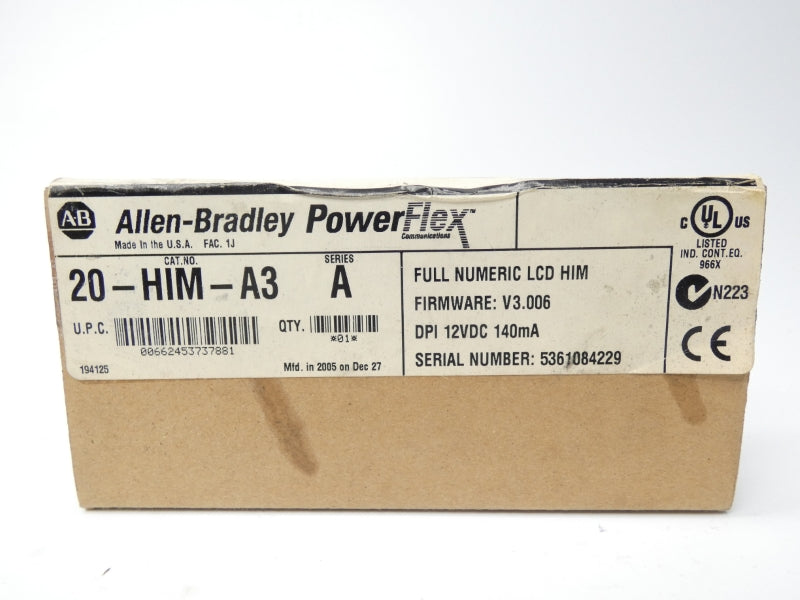 A-B Allen-Bradley PowerFlex™
Communications
Made in the U.S.A. FAC. 1J
CAT.NO. SERIES
20-HIM-A3 A
U.P.C. QTY.
00662453737881 *01*
194125 Mfd. in 2005 on Dec 27
FULL NUMERIC LCD HIM
FIRMWARE: V3.006
DPI 12VDC 140mA
SERIAL NUMBER: 5361084229
C UL US
LISTED
IND. CONT. EQ.
966X
N223
CE